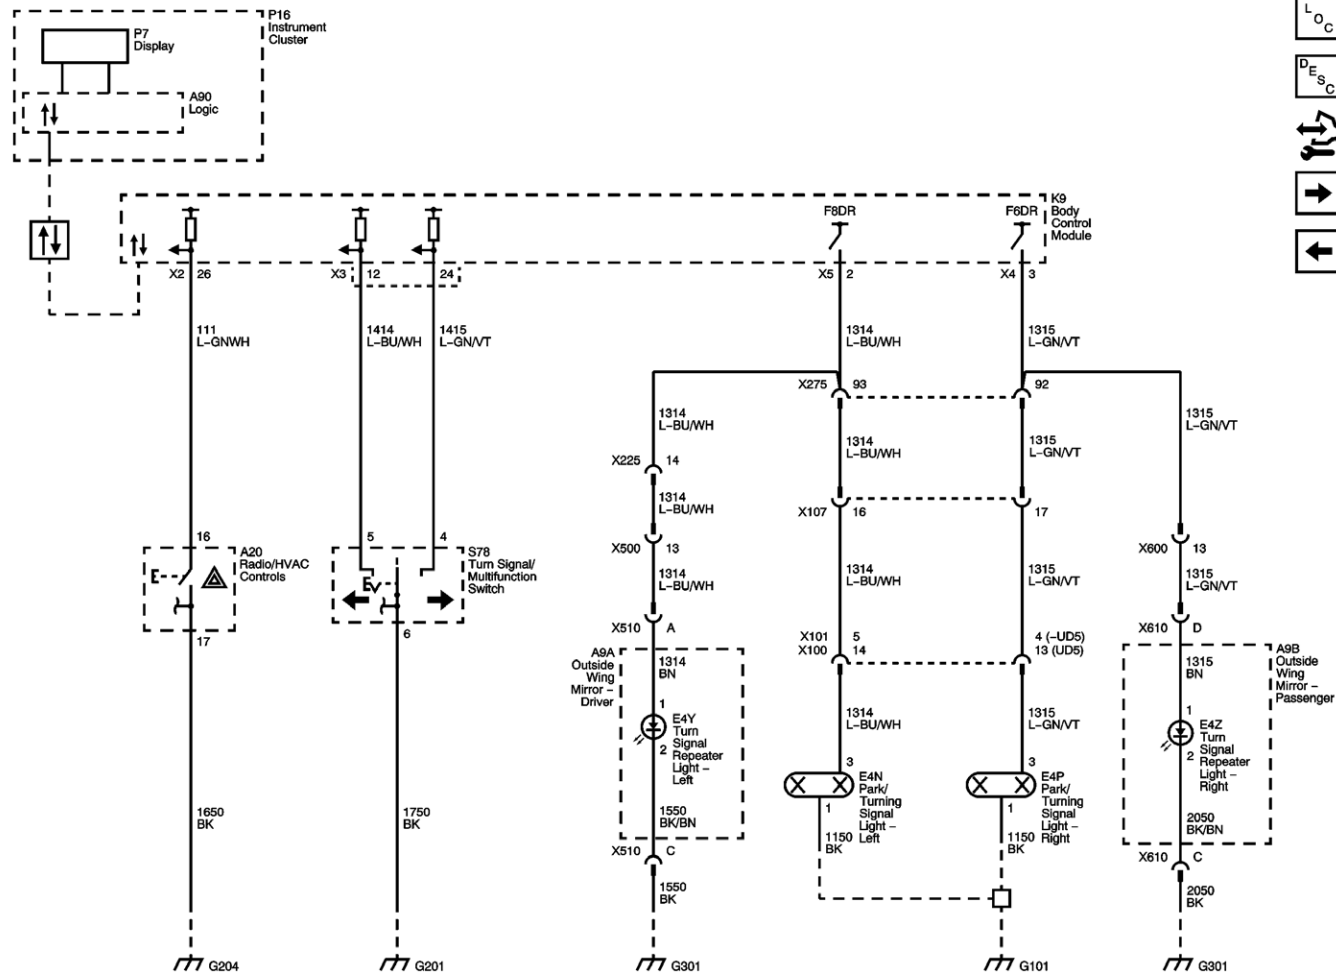 P16
Instrument
Cluster
P7
Display
A90
Logic
L
O
C
D
E
S
C
K9
Body
Control
Module
F8DR
F6DR
X2 26
X3 12
24
X5 2
X4 3
111
L-GNWH
1414
L-BU/WH
1415
L-GN/VT
1314
L-BU/WH
1315
L-GN/VT
X275 93
92
1314
L-BU/WH
1315
L-GN/VT
1314
L-BU/WH
1315
L-GN/VT
X225 14
1314
L-BU/WH
X107 16
17
X500 13
X600 13
16
5
4
A20
Radio/HVAC
Controls
S78
Turn Signal/
Multifunction
Switch
1314
L-BU/WH
1314
L-BU/WH
1315
L-GN/VT
1315
L-GN/VT
17
6
X510 A
X610 D
X101 5
X100 14
4 (-UD5)
13 (UD5)
A9A
Outside
Wing
Mirror –
Driver
1314
BN
1315
BN
A9B
Outside
Wing
Mirror –
Passenger
1
E4Y
Turn
Signal
Repeater
Light –
Left
2
1314
L-BU/WH
1315
L-GN/VT
1
E4Z
Turn
Signal
Repeater
Light –
Right
2
3
E4N
Park/
Turning
Signal
Light –
Left
1
3
E4P
Park/
Turning
Signal
Light –
Right
1
1650
BK
1750
BK
1550
BK/BN
1150
BK
1150
BK
2050
BK/BN
X510 C
X610 C
1550
BK
2050
BK
G204
G201
G301
G101
G301